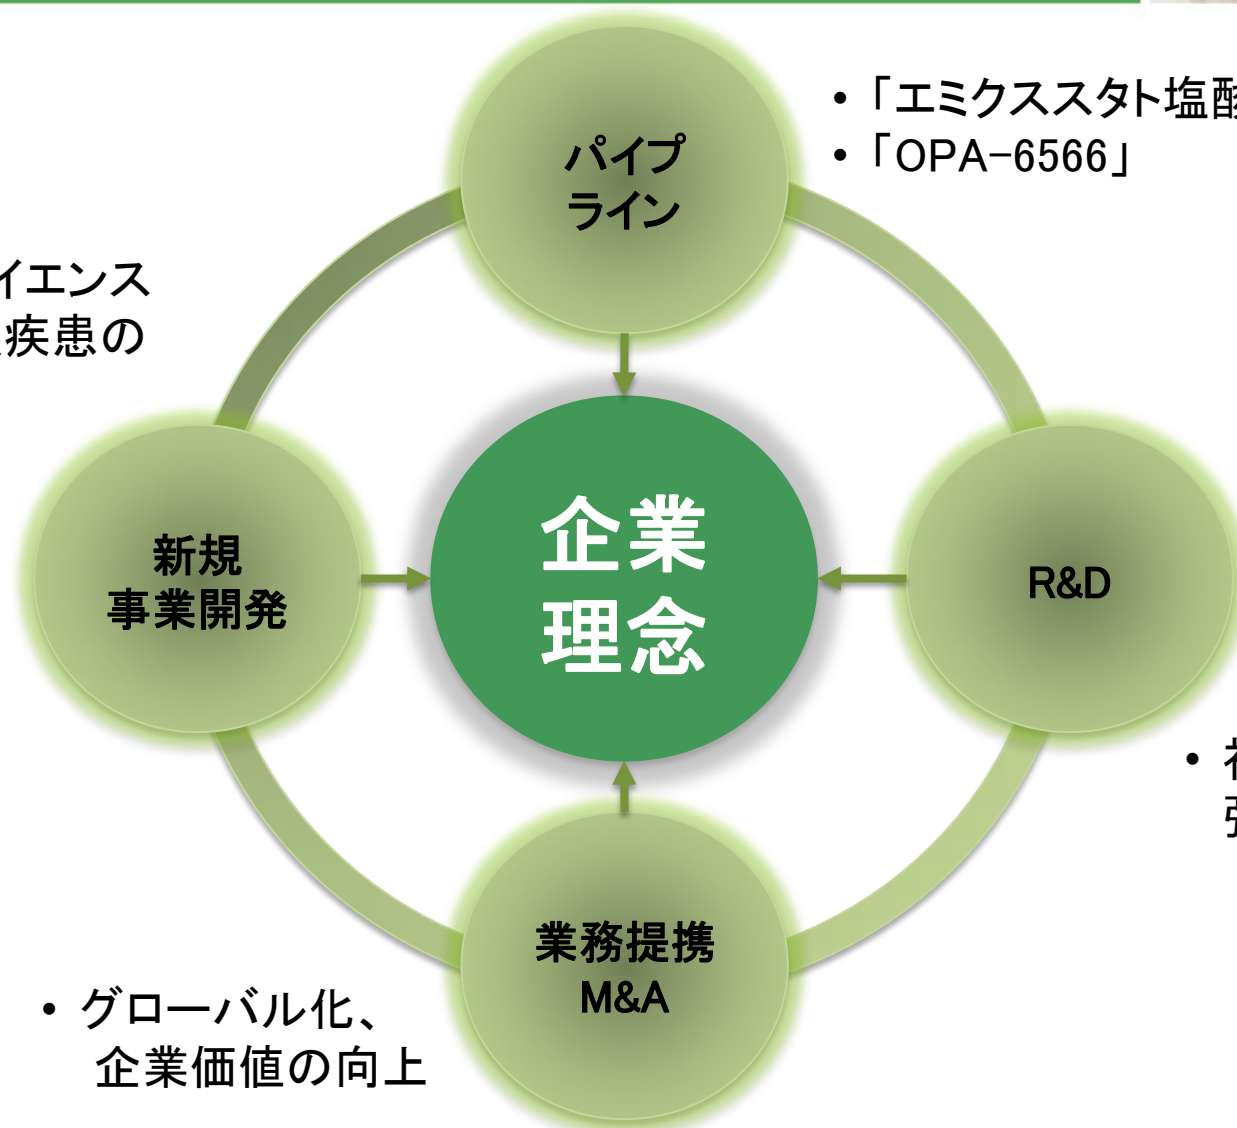 ・「エミクススタト塩酸
・「OPA-6566」
パイプ
ライン
イエンス
疾患の
企業
理念
新規
事業開発
R&D
業務提携
M&A
・グローバル化、
企業価値の向上